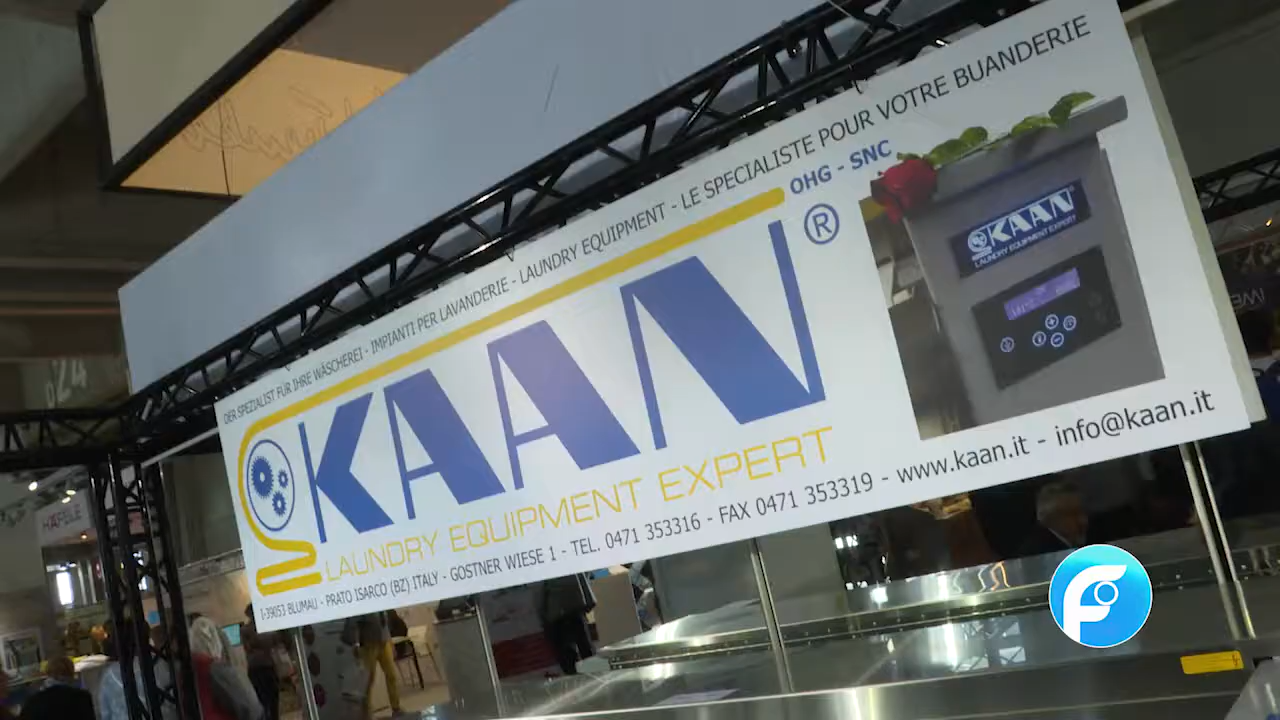 DER SPEZIALIST FÜR IHRE WÄSCHEREI - IMPIANTI PER LAVANDERIE - LAUNDRY EQUIPMENT - LE SPECIALISTE POUR VOTRE BUANDERIE
OHG - SNC
KAAN®
LAUNDRY EQUIPMENT EXPERT
I-39053 BLUMAU - PRATO ISARCO (BZ) ITALY - GOSTNER WIESE 1 - TEL. 0471 353316 - FAX 0471 353319 - www.kaan.it - info@kaan.it
KAAN
LAUNDRY EQUIPMENT EXPERT
D24
HÄFELE